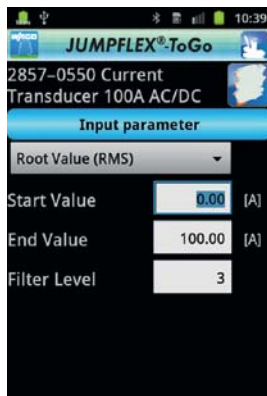 10:39
WAGO
JUMPFLEX®-ToGo
2857–0550 Current
Transducer 100A AC/DC
Input parameter
Root Value (RMS)
Start Value 0.00 [A]
End Value 100.00 [A]
Filter Level 3